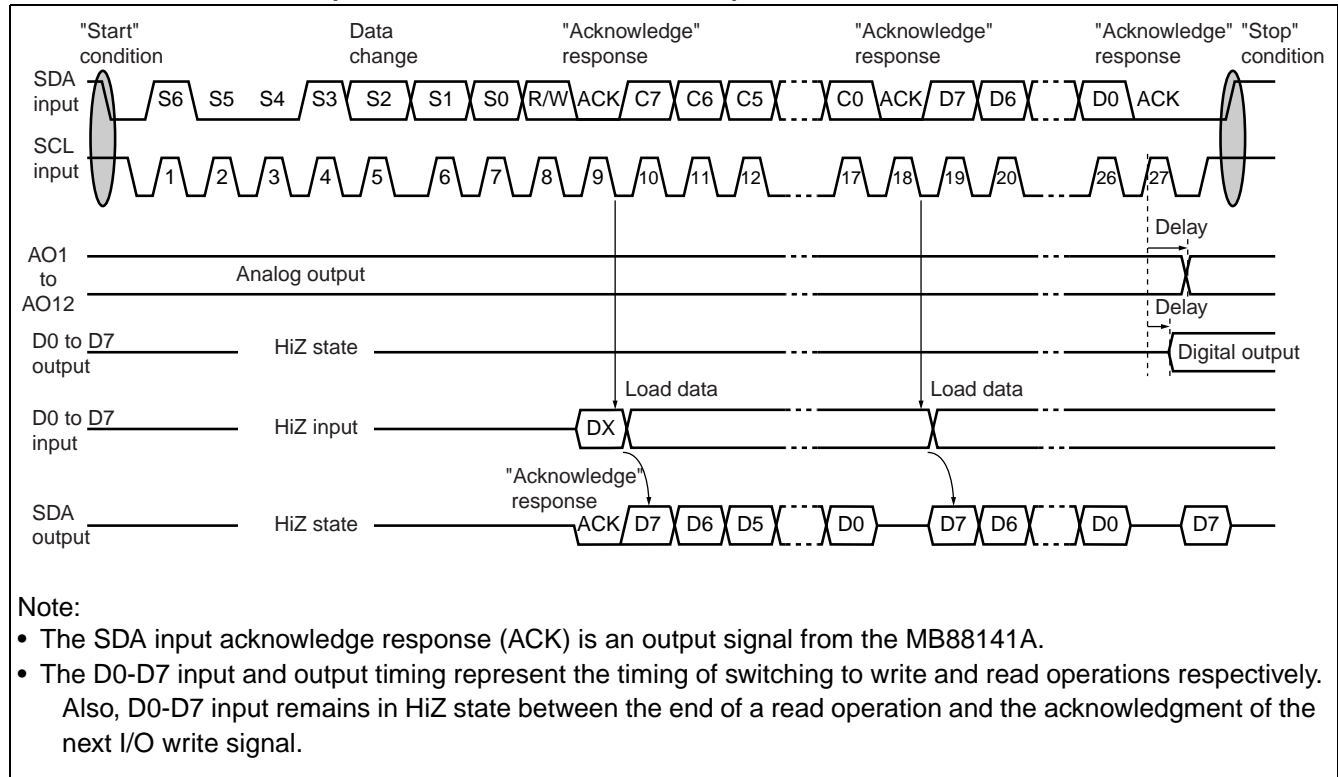 "Start" condition
Data change
"Acknowledge" response
"Acknowledge" response
"Acknowledge" response
"Stop" condition
SDA input
S6 S5 S4 S3 S2 S1 S0 R/W ACK C7 C6 C5 C0 ACK D7 D6 D0 ACK
SCL input
1 2 3 4 5 6 7 8 9 10 11 12 17 18 19 20 26 27
Delay
AO1 to AO12
Analog output
Delay
D0 to D7 output
HiZ state
Digital output
Load data
Load data
D0 to D7 input
HiZ input
DX
"Acknowledge" response
SDA output
HiZ state
ACK D7 D6 D5 D0 D7 D6 D0 D7
Note:
• The SDA input acknowledge response (ACK) is an output signal from the MB88141A.
• The D0-D7 input and output timing represent the timing of switching to write and read operations respectively.
Also, D0-D7 input remains in HiZ state between the end of a read operation and the acknowledgment of the
next I/O write signal.